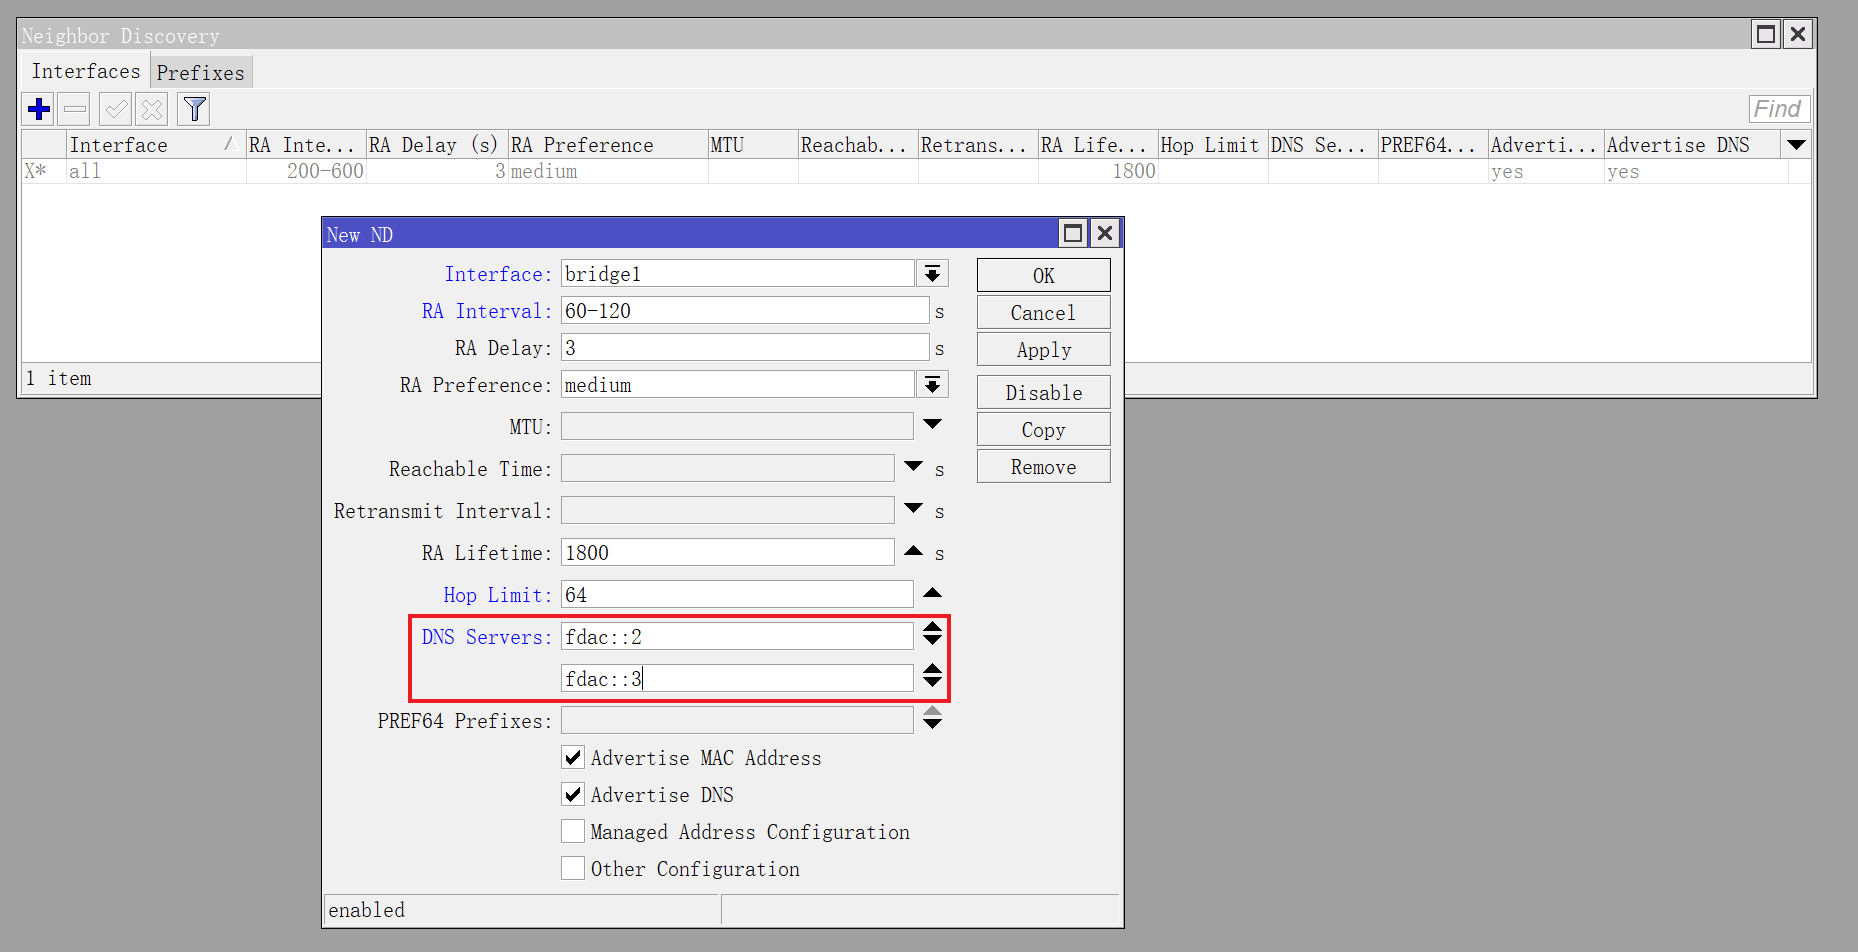 Neighbor Discovery
Interfaces Prefixes
Find
Interface RA Inte... RA Delay (s) RA Preference MTU Reachab... Retrans... RA Life... Hop Limit DNS Se... PREF64... Adverti... Advertise DNS
X* all 200-600 3 medium 1800 yes yes
1 item
New ND
Interface: bridge1
RA Interval: 60-120 s
RA Delay: 3 s
RA Preference: medium
MTU:
Reachable Time: s
Retransmit Interval: s
RA Lifetime: 1800 s
Hop Limit: 64
DNS Servers: fdac::2
fdac::3
PREF64 Prefixes:
Advertise MAC Address
Advertise DNS
Managed Address Configuration
Other Configuration
enabled
OK
Cancel
Apply
Disable
Copy
Remove